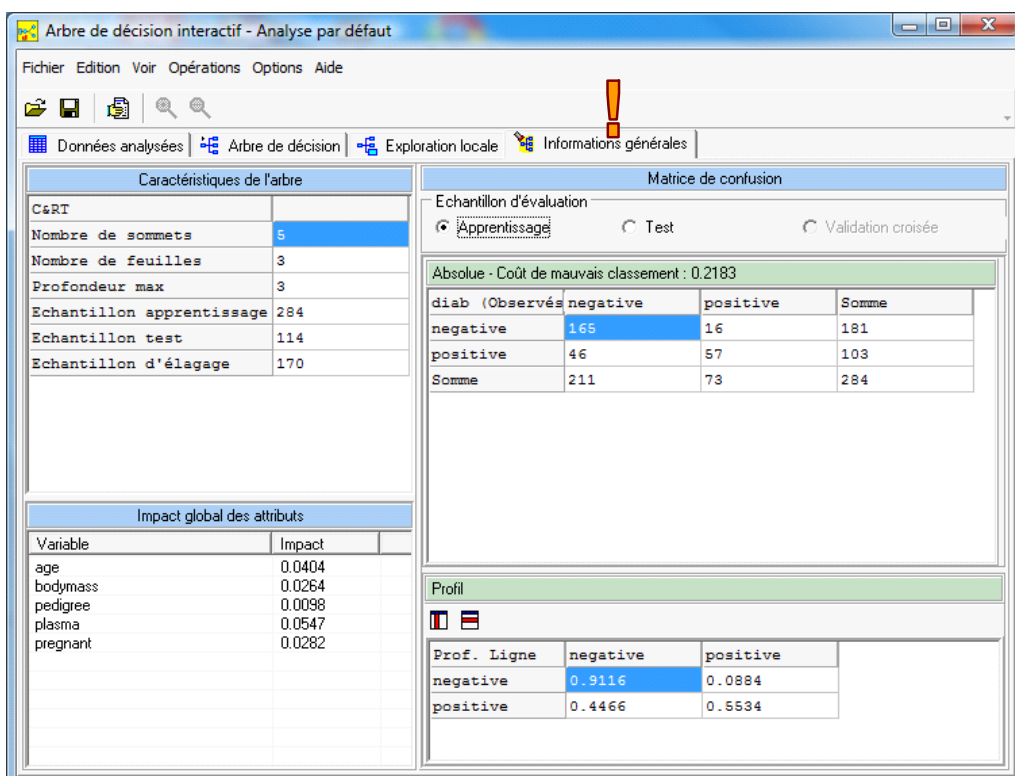 Arbre de décision interactif - Analyse par défaut
Fichier Edition Voir Opérations Options Aide
Données analysées Arbre de décision Exploration locale Informations générales
Caractéristiques de l'arbre
C&RT
Nombre de sommets 5
Nombre de feuilles 3
Profondeur max 3
Echantillon apprentissage 284
Echantillon test 114
Echantillon d'élagage 170
Impact global des attributs
Variable Impact
age 0.0404
bodymass 0.0264
pedigree 0.0098
plasma 0.0547
pregnant 0.0282
Matrice de confusion
Echantillon d'évaluation
Apprentissage Test Validation croisée
Absolue - Coût de mauvais classement : 0.2183
diab (Observés negative positive Somme
negative 165 16 181
positive 46 57 103
Somme 211 73 284
Profil
Prof. Ligne negative positive
negative 0.9116 0.0884
positive 0.4466 0.5534